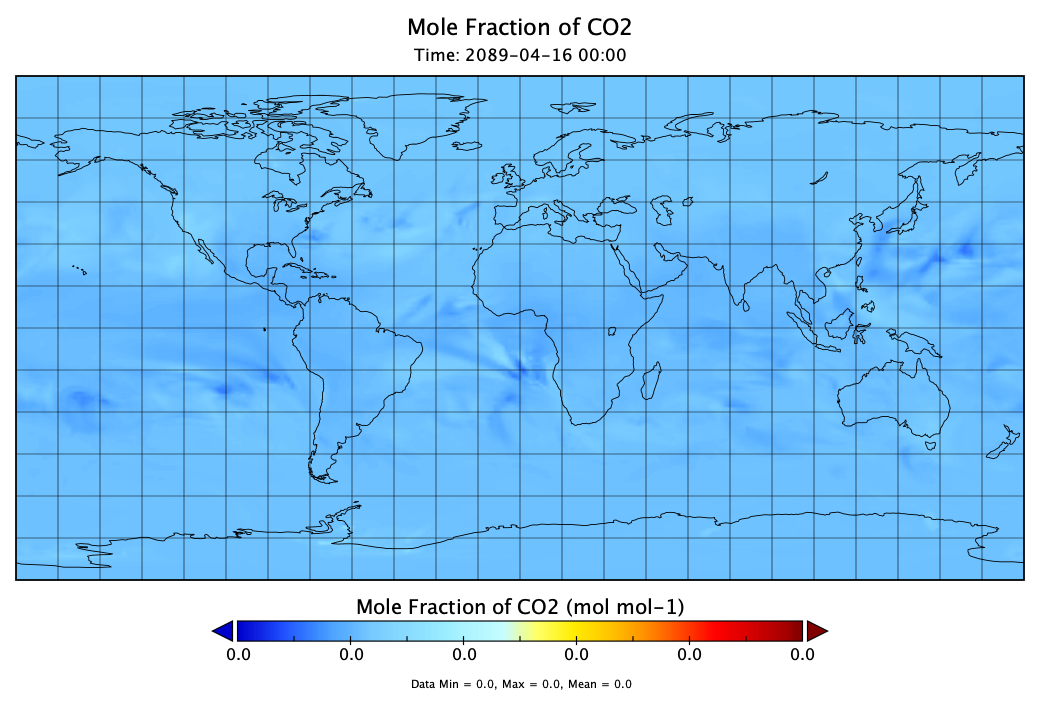 Mole Fraction of CO2
Time: 2089-04-16 00:00
Mole Fraction of CO2 (mol mol-1)
0.0 0.0 0.0 0.0 0.0 0.0
Data Min = 0.0, Max = 0.0, Mean = 0.0